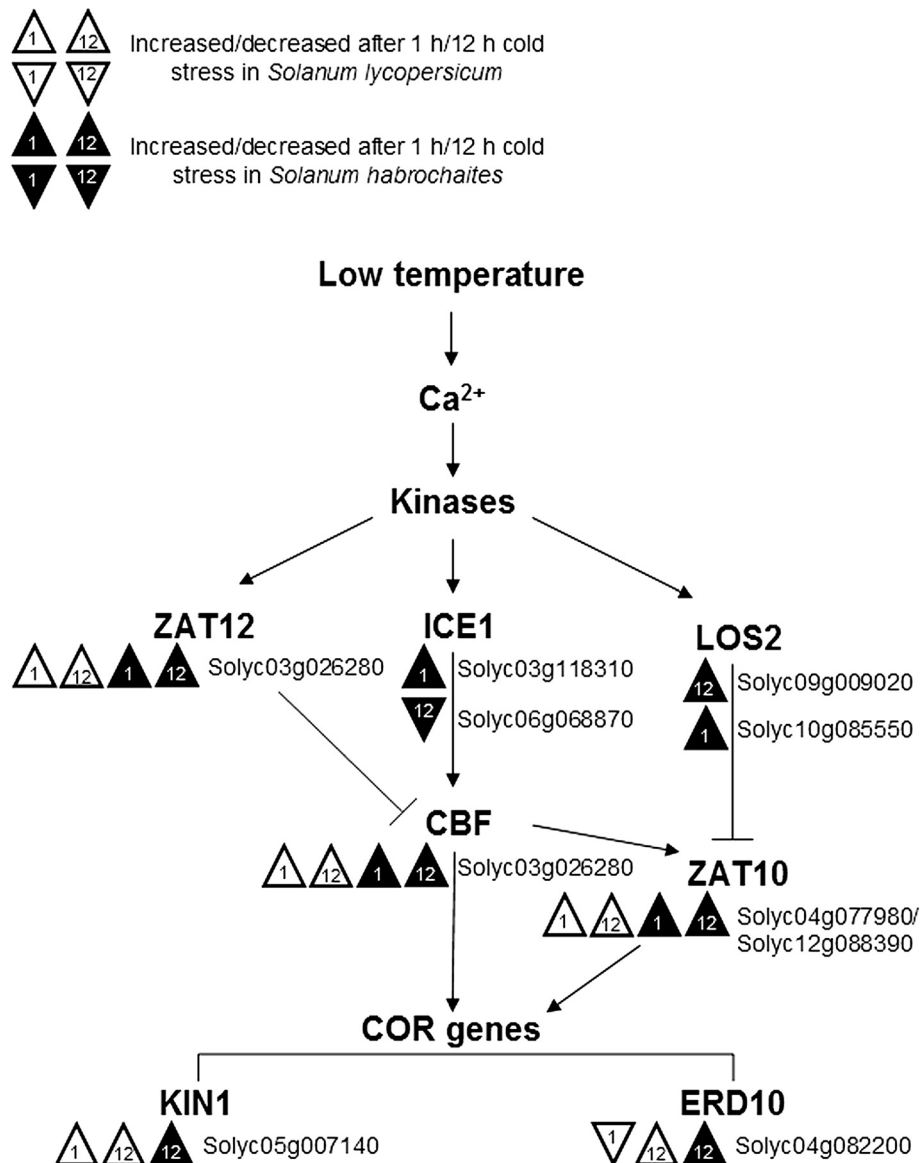 1 12 Increased/decreased after 1 h/12 h cold
1 12 stress in Solanum lycopersicum
1 12 Increased/decreased after 1 h/12 h cold
1 12 stress in Solanum habrochaites
Low temperature
Ca²⁺
Kinases
ZAT12
1 12 1 12 Solyc03g026280
ICE1
1 Solyc03g118310
12 Solyc06g068870
LOS2
12 Solyc09g009020
1 Solyc10g085550
CBF
1 12 1 12 Solyc03g026280
ZAT10
1 12 1 12 Solyc04g077980/
Solyc12g088390
COR genes
KIN1
1 12 12 Solyc05g007140
ERD10
1 12 12 Solyc04g082200